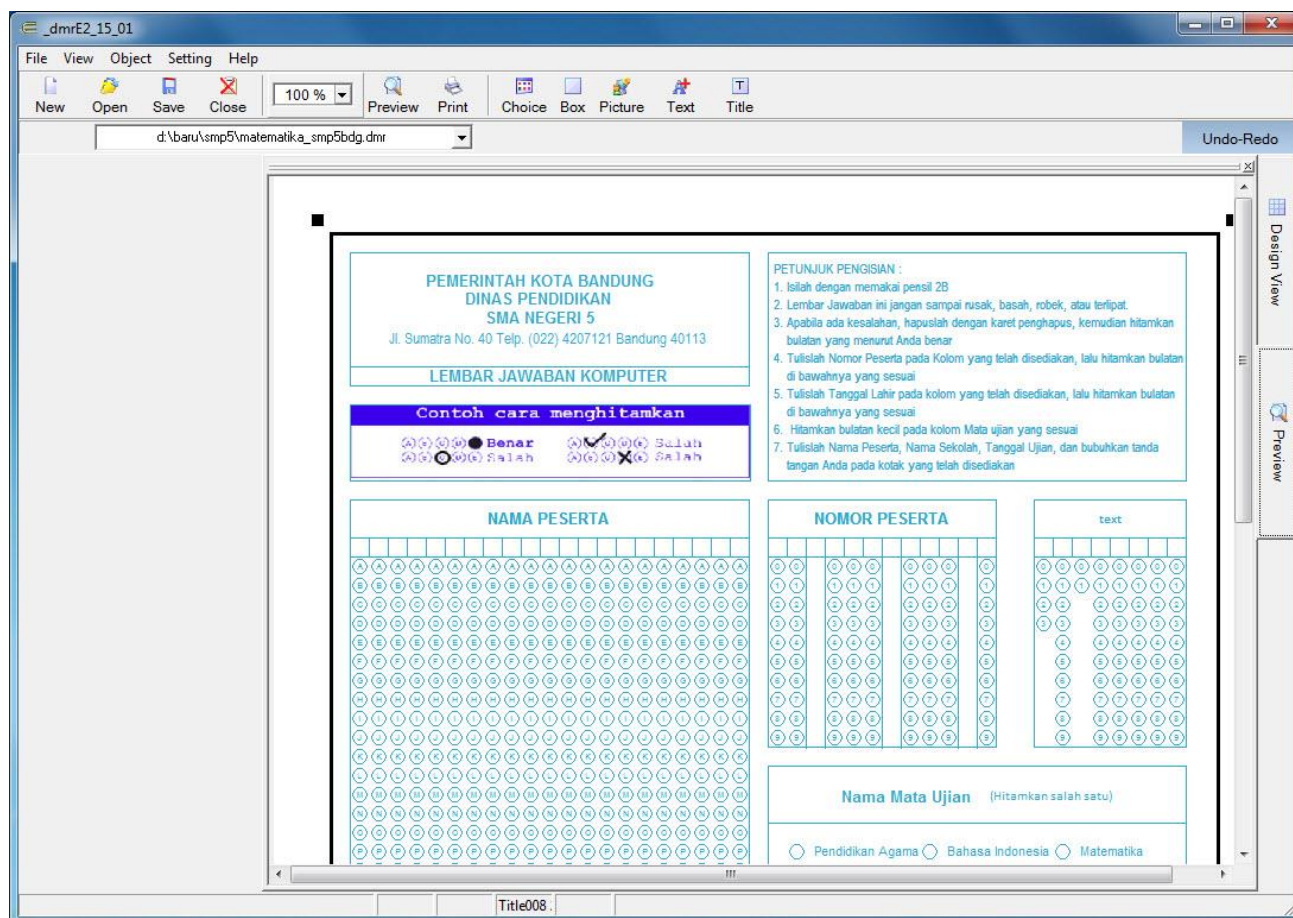 _dmrE2_15_01
File View Object Setting Help
New Open Save Close 100 % Preview Print Choice Box Picture Text Title
d:\baru\smp5\matematika_smp5bdg.dmr
Undo-Redo
Design View
Preview
PEMERINTAH KOTA BANDUNG
DINAS PENDIDIKAN
SMA NEGERI 5
Jl. Sumatra No. 40 Telp. (022) 4207121 Bandung 40113
LEMBAR JAWABAN KOMPUTER
Contoh cara menghitamkan
Benar Salah
Salah Salah
PETUNJUK PENGISIAN :
1. Isilah dengan memakai pensil 2B
2. Lembar Jawaban ini jangan sampai rusak, basah, robek, atau terlipat.
3. Apabila ada kesalahan, hapuslah dengan karet penghapus, kemudian hitamkan
bulatan yang menurut Anda benar
4. Tulislah Nomor Peserta pada Kolom yang telah disediakan, lalu hitamkan bulatan
di bawahnya yang sesuai
5. Tulislah Tanggal Lahir pada kolom yang telah disediakan, lalu hitamkan bulatan
di bawahnya yang sesuai
6. Hitamkan bulatan kecil pada kolom Mata ujian yang sesuai
7. Tulislah Nama Peserta, Nama Sekolah, Tanggal Ujian, dan bubuhkan tanda
tangan Anda pada kotak yang telah disediakan
NAMA PESERTA
NOMOR PESERTA
text
Nama Mata Ujian (Hitamkan salah satu)
Pendidikan Agama Bahasa Indonesia Matematika
Title008